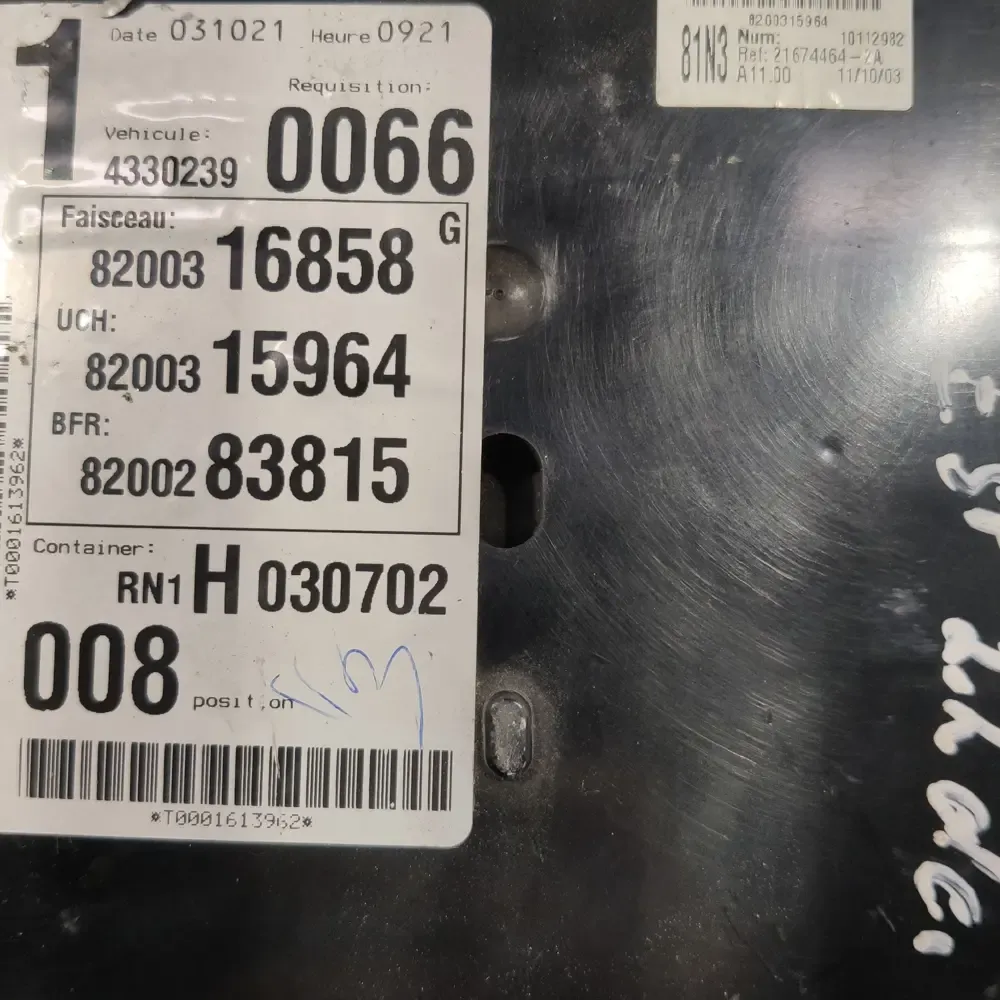 1
Date 031021 Heure 0921
Requisition:
Vehicule:
4330239 0066
Faisceau: G
82003 16858
UCH:
82003 15964
BFR:
82002 83815
Container:
RN1 H 030702
008 position
*T0001613962*
*T0001613962*
8200315964
81N3
Num: 10112982
Ref: 21674464-2A
A11.00 11/10/03